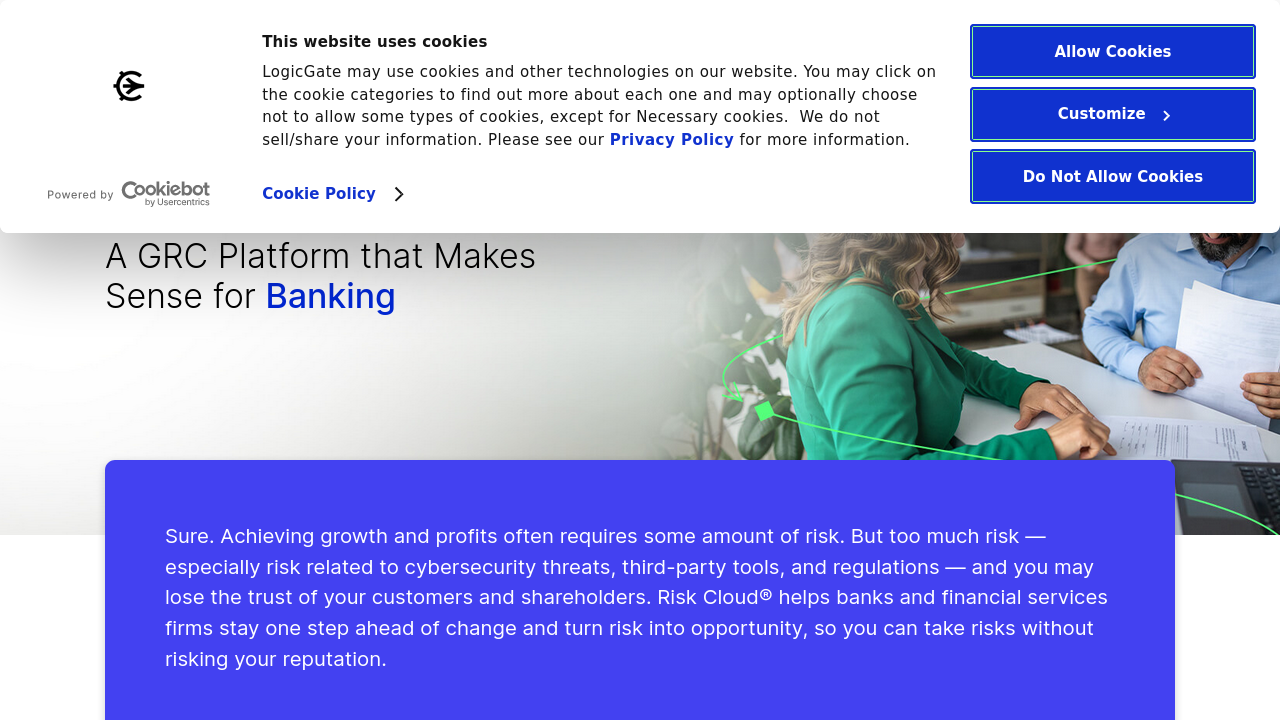 This website uses cookies
LogicGate may use cookies and other technologies on our website. You may click on
the cookie categories to find out more about each one and may optionally choose
not to allow some types of cookies, except for Necessary cookies.  We do not
sell/share your information. Please see our Privacy Policy for more information.
Cookie Policy
Powered by Cookiebot
by Usercentrics
Allow Cookies
Customize
Do Not Allow Cookies
A GRC Platform that Makes
Sense for Banking
Sure. Achieving growth and profits often requires some amount of risk. But too much risk —
especially risk related to cybersecurity threats, third-party tools, and regulations — and you may
lose the trust of your customers and shareholders. Risk Cloud® helps banks and financial services
firms stay one step ahead of change and turn risk into opportunity, so you can take risks without
risking your reputation.